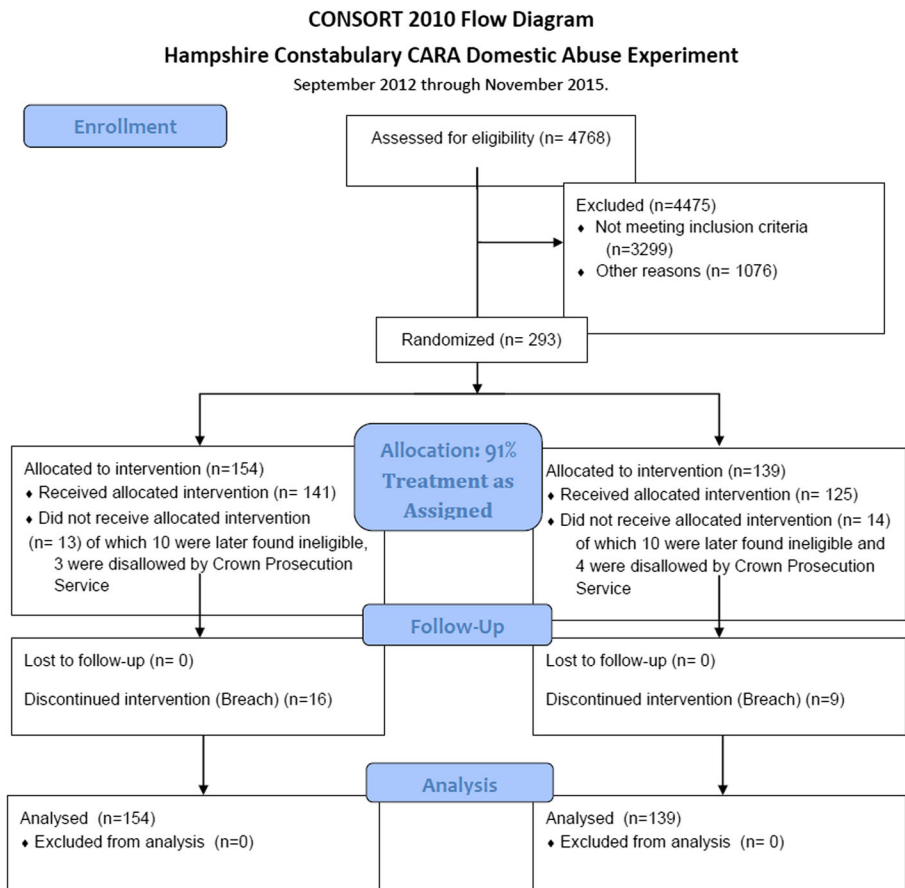 CONSORT 2010 Flow Diagram
Hampshire Constabulary CARA Domestic Abuse Experiment
September 2012 through November 2015.
Enrollment
Assessed for eligibility (n= 4768)
Excluded (n=4475)
♦ Not meeting inclusion criteria
(n=3299)
♦ Other reasons (n= 1076)
Randomized (n= 293)
Allocation: 91%
Treatment as
Assigned
Allocated to intervention (n=154)
♦ Received allocated intervention (n= 141)
♦ Did not receive allocated intervention
(n= 13) of which 10 were later found ineligible,
3 were disallowed by Crown Prosecution
Service
Allocated to intervention (n=139)
♦ Received allocated intervention (n= 125)
♦ Did not receive allocated intervention (n= 14)
of which 10 were later found ineligible and
4 were disallowed by Crown Prosecution
Service
Follow-Up
Lost to follow-up (n= 0)
Discontinued intervention (Breach) (n=16)
Lost to follow-up (n= 0)
Discontinued intervention (Breach) (n=9)
Analysis
Analysed (n=154)
♦ Excluded from analysis (n=0)
Analysed (n=139)
♦ Excluded from analysis (n= 0)